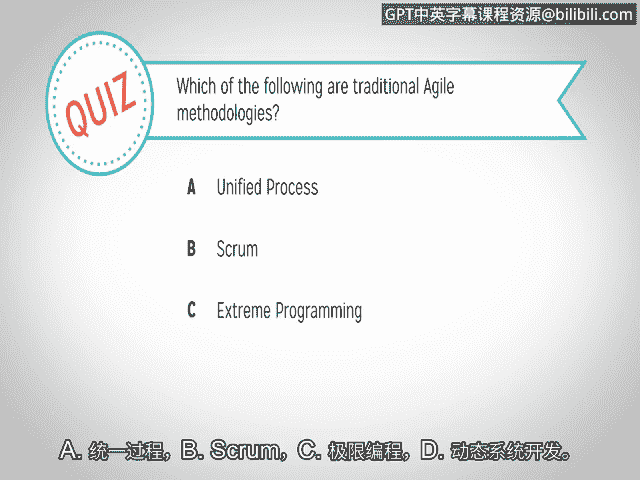 GPT中英字幕课程资源@bilibili.com
QUIZ
Which of the following are traditional Agile
methodologies?
A Unified Process
B Scrum
C Extreme Programming
A. 统一过程，B. Scrum，C. 极限编程，D. 动态系统开发。